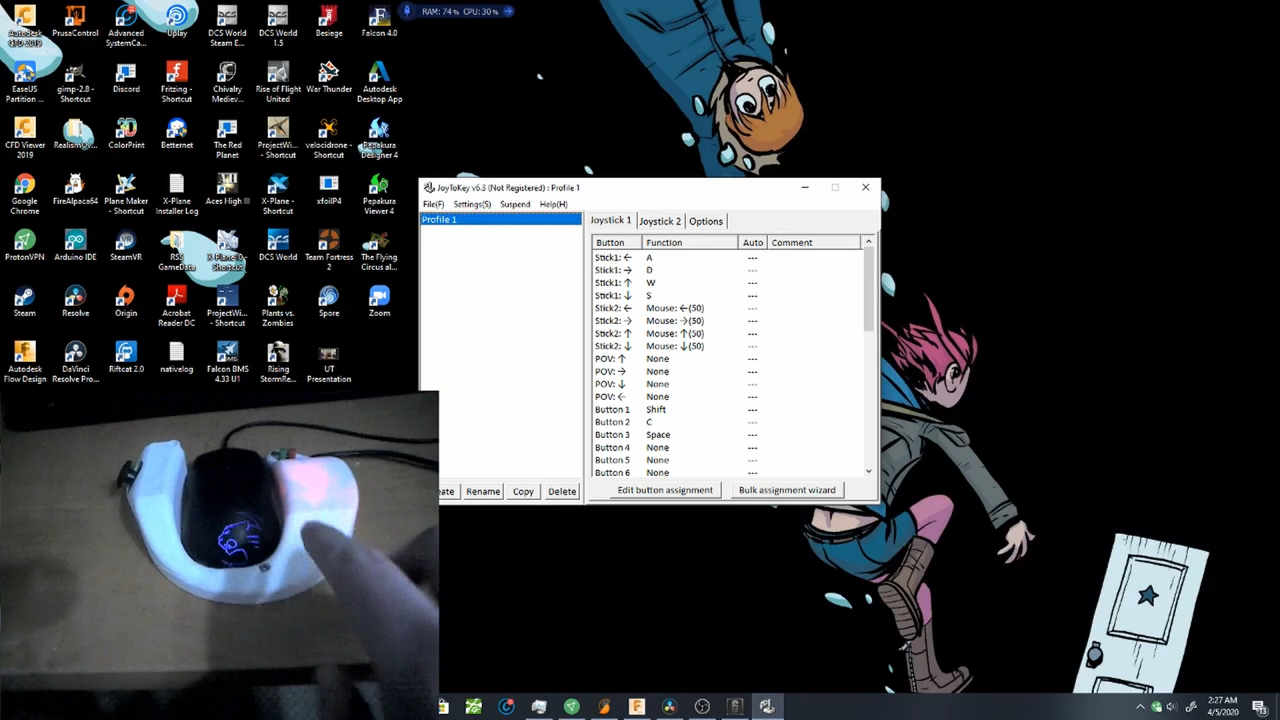 RAM: 74 % CPU: 30 %
Autodesk CFD 2019
PrusaControl
Advanced SystemCa...
Uplay
DCS World Steam E...
DCS World 1.5
Besiege
Falcon 4.0
EaseUS Partition ...
gimp-2.8 - Shortcut
Discord
Fritzing - Shortcut
Chivalry Mediev...
Rise of Flight United
War Thunder
Autodesk Desktop App
CFD Viewer 2019
ColorPrint
Betternet
The Red Planet
ProjectWi... - Shortcut
velocidrone - Shortcut
Pepakura Designer 4
Google Chrome
FireAlpaca64
Plane Maker - Shortcut
X-Plane Installer Log
Aces High III
X-Plane - Shortcut
xfoilP4
Pepakura Viewer 4
ProtonVPN
Arduino IDE
SteamVR
RSS GameData
X-Plane 10 - Shortcut
DCS World
Team Fortress 2
The Flying Circus al...
Steam
Resolve
Origin
Acrobat Reader DC
ProjectWi... - Shortcut
Plants vs. Zombies
Spore
Zoom
Autodesk Flow Design
DaVinci Resolve Pro...
Riftcat 2.0
nativelog
Falcon BMS 4.33 U1
Rising StormRe...
UT Presentation
JoyToKey v6.3 (Not Registered) : Profile 1
File(F) Settings(S) Suspend Help(H)
Profile 1
Joystick 1 Joystick 2 Options
Button Function Auto Comment
Stick1: ← A ---
Stick1: → D ---
Stick1: ↑ W ---
Stick1: ↓ S ---
Stick2: ← Mouse: ←(50) ---
Stick2: → Mouse: →(50) ---
Stick2: ↑ Mouse: ↑(50) ---
Stick2: ↓ Mouse: ↓(50) ---
POV: ↑ None ---
POV: → None ---
POV: ↓ None ---
POV: ← None ---
Button 1 Shift ---
Button 2 C ---
Button 3 Space ---
Button 4 None ---
Button 5 None ---
Button 6 None ---
eate Rename Copy Delete
Edit button assignment Bulk assignment wizard
2:27 AM
4/5/2020